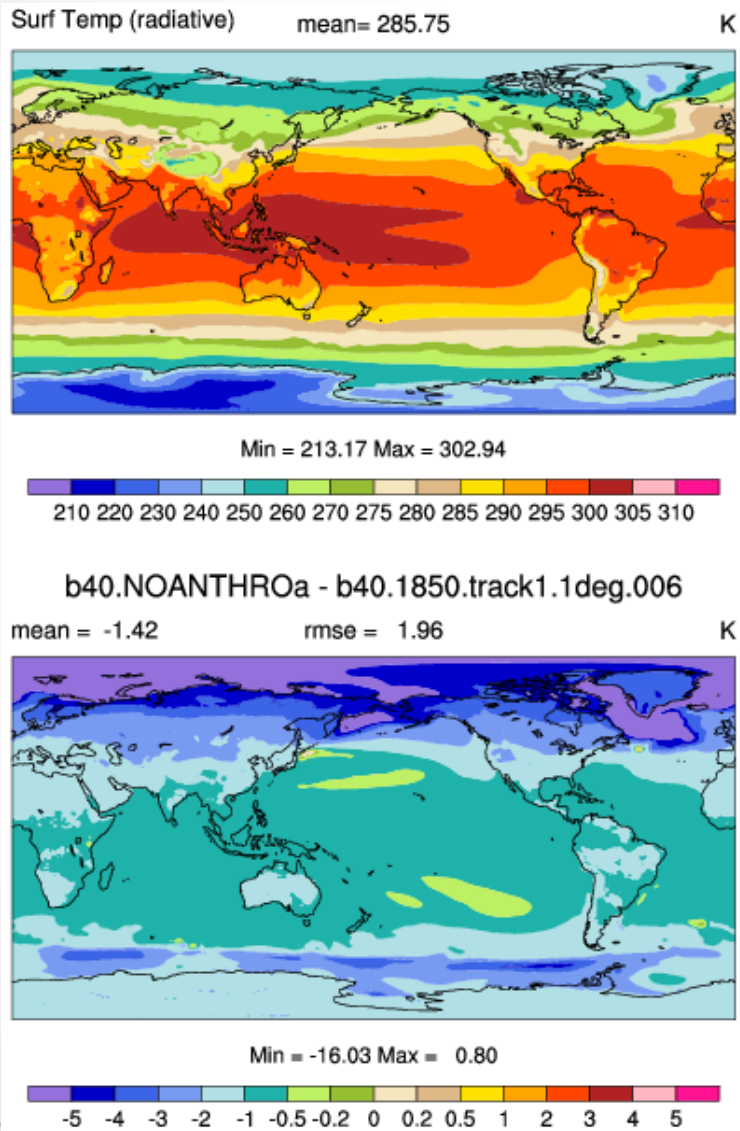 Surf Temp (radiative) mean= 285.75 K
Min = 213.17 Max = 302.94
210 220 230 240 250 260 270 275 280 285 290 295 300 305 310
b40.NOANTHROa - b40.1850.track1.1deg.006
mean = -1.42 rmse = 1.96 K
Min = -16.03 Max = 0.80
-5 -4 -3 -2 -1 -0.5 -0.2 0 0.2 0.5 1 2 3 4 5